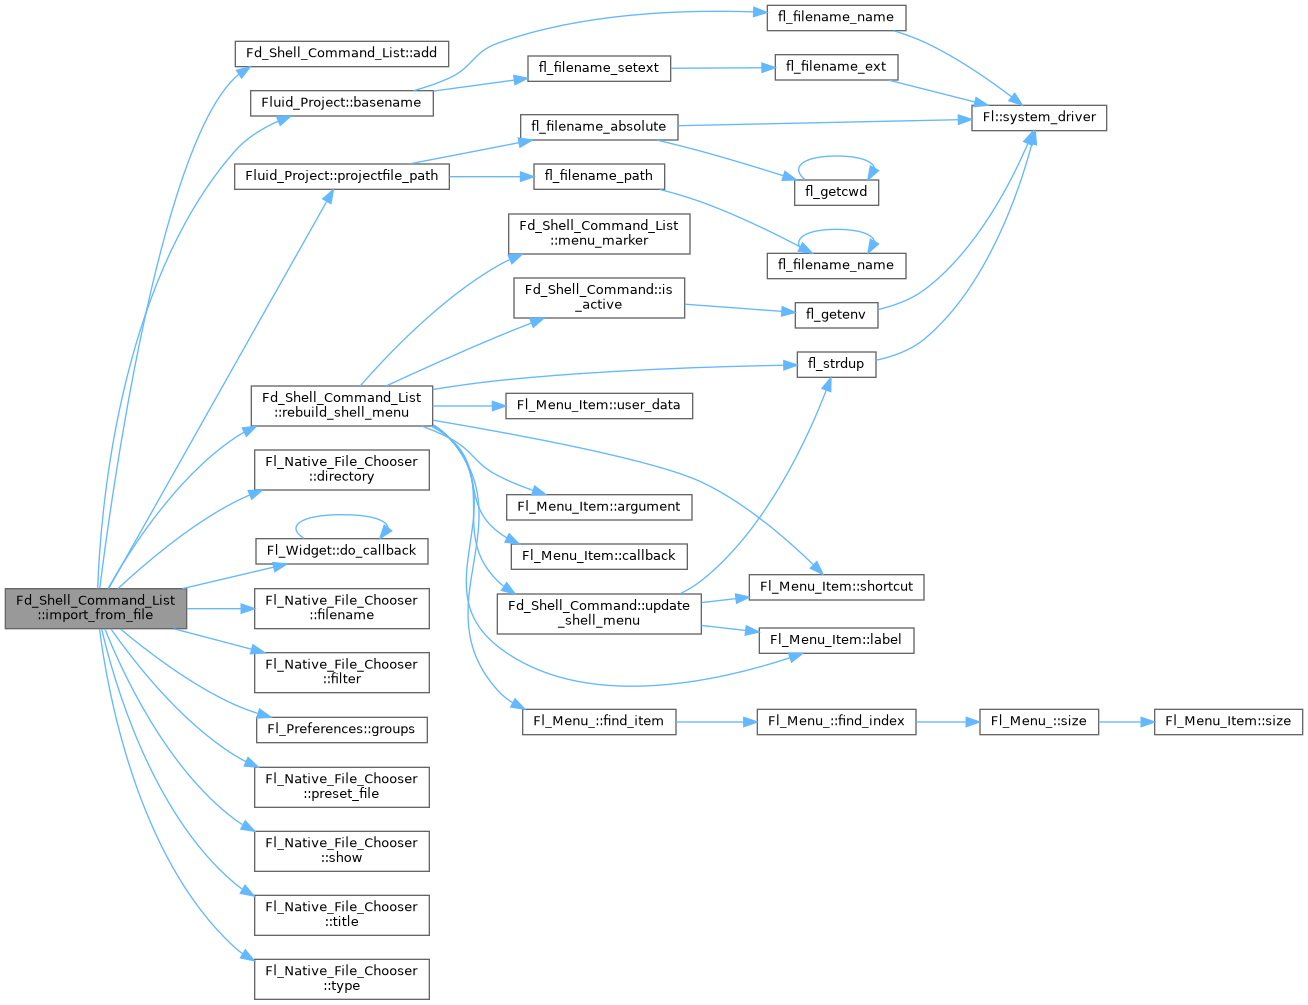 fl_filename_name
Fd_Shell_Command_List::add
fl_filename_setext
fl_filename_ext
Fluid_Project::basename
Fl::system_driver
fl_filename_absolute
Fluid_Project::projectfile_path
fl_filename_path
fl_getcwd
Fd_Shell_Command_List
::menu_marker
fl_filename_name
Fd_Shell_Command::is
_active
fl_getenv
fl_strdup
Fd_Shell_Command_List
::rebuild_shell_menu
Fl_Menu_Item::user_data
Fl_Native_File_Chooser
::directory
Fl_Menu_Item::argument
Fl_Widget::do_callback
Fl_Menu_Item::callback
Fl_Menu_Item::shortcut
Fd_Shell_Command_List
::import_from_file
Fl_Native_File_Chooser
::filename
Fd_Shell_Command::update
_shell_menu
Fl_Menu_Item::label
Fl_Native_File_Chooser
::filter
Fl_Preferences::groups
Fl_Menu_::find_item
Fl_Menu_::find_index
Fl_Menu_::size
Fl_Menu_Item::size
Fl_Native_File_Chooser
::preset_file
Fl_Native_File_Chooser
::show
Fl_Native_File_Chooser
::title
Fl_Native_File_Chooser
::type